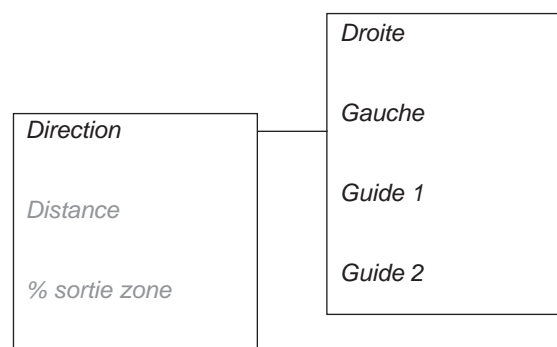 Droite
Gauche
Direction
Guide 1
Distance
Guide 2
% sortie zone